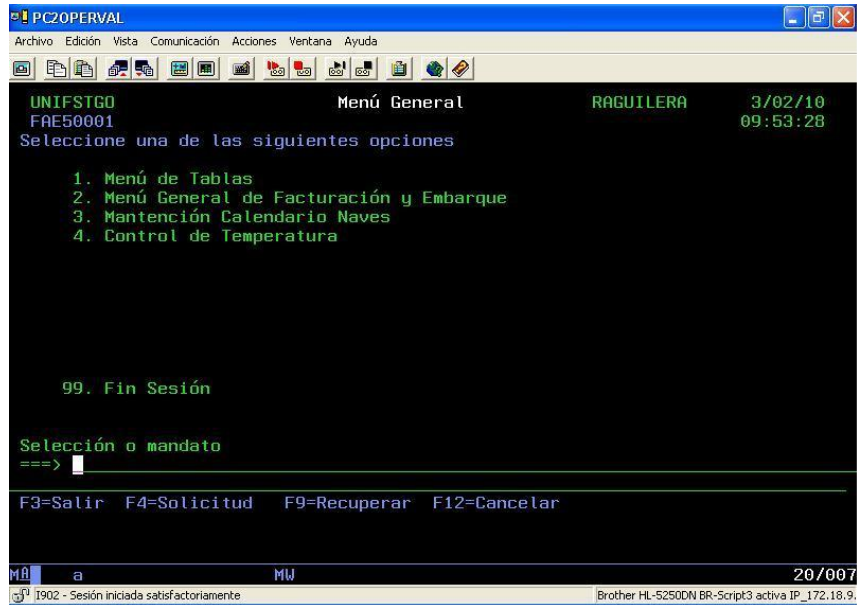 PC2OPERVAL
Archivo Edición Vista Comunicación Acciones Ventana Ayuda
UNIFSTGO Menú General RAGUILERA 3/02/10
FAE50001 09:53:28
Seleccione una de las siguientes opciones
1. Menú de Tablas
2. Menú General de Facturación y Embarque
3. Mantención Calendario Naves
4. Control de Temperatura
99. Fin Sesión
Selección o mandato
===>
F3=Salir F4=Solicitud F9=Recuperar F12=Cancelar
MA a MW 20/007
I902 - Sesión iniciada satisfactoriamente Brother HL-5250DN BR-Script3 activa IP_172.18.9.